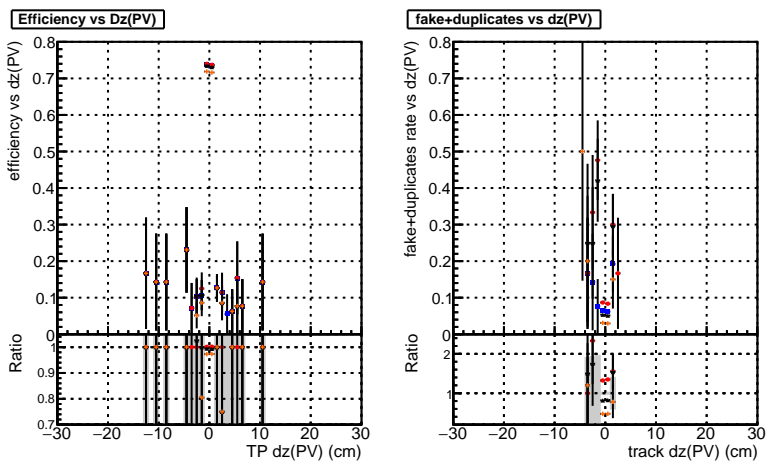 Efficiency vs Dz(PV)
efficiency vs dz(PV)
0.8
0.7
0.6
0.5
0.4
0.3
0.2
0.1
0
Ratio
1
0.9
0.8
0.7
−30 −20 −10 0 10 20 30
TP dz(PV) (cm)
fake+duplicates vs dz(PV)
fake+duplicates rate vs dz(PV)
0.8
0.7
0.6
0.5
0.4
0.3
0.2
0.1
0
Ratio
2
1
−30 −20 −10 0 10 20 30
track dz(PV) (cm)